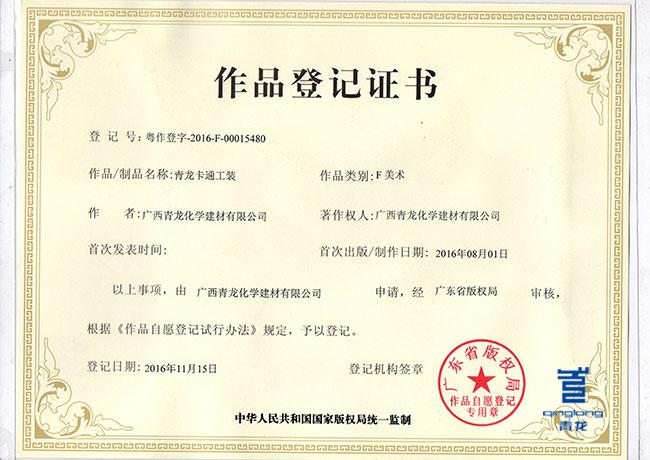 作品登记证书
登 记 号: 粤作登字-2016-F-00015480
作品/制品名称: 青龙卡通工装 作品类别: F 美术
作 者: 广西青龙化学建材有限公司 著作权人: 广西青龙化学建材有限公司
首次发表时间: 首次出版/制作日期: 2016年08月01日
以上事项, 由 广西青龙化学建材有限公司 申请, 经 广东省版权局 审核,
根据《作品自愿登记试行办法》规定, 予以登记。
登记日期: 2016年11月15日 登记机构签章
广东省版权局
作品自愿登记
专用章
qinglong
青龙
中华人民共和国国家版权局统一监制